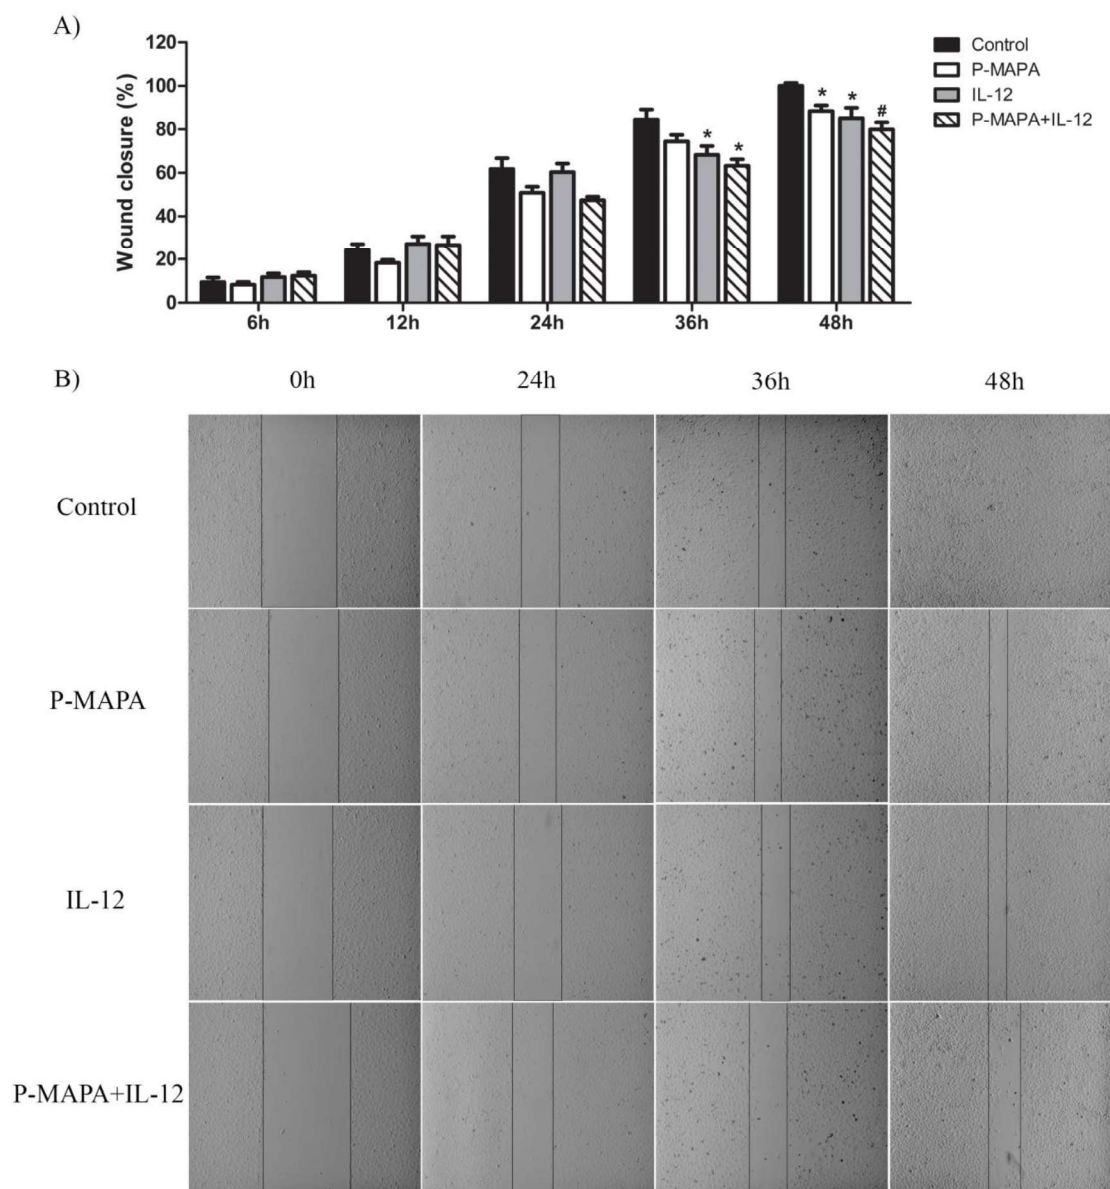 A)
Wound closure (%)
120
100
80
60
40
20
0
* *
* * #
6h 12h 24h 36h 48h
Control
P-MAPA
IL-12
P-MAPA+IL-12
B) 0h 24h 36h 48h
Control
P-MAPA
IL-12
P-MAPA+IL-12